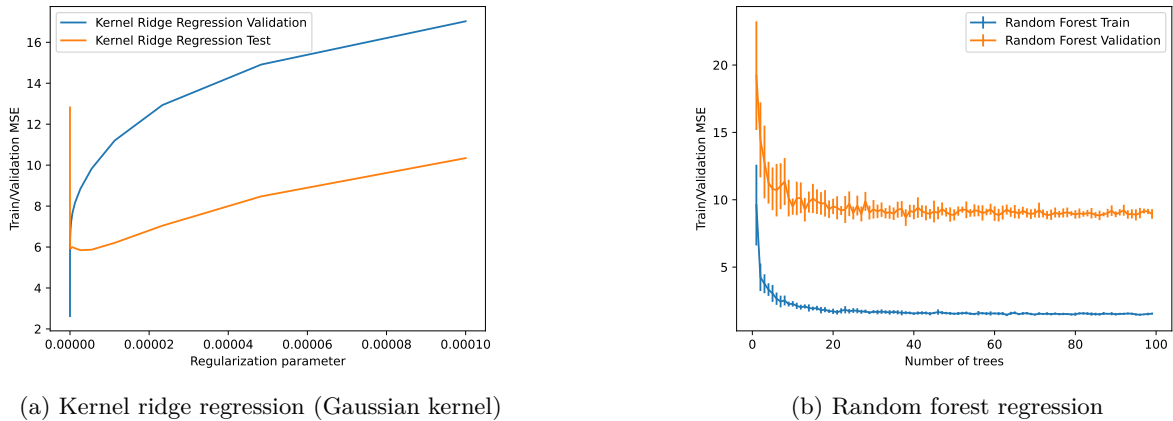 Kernel Ridge Regression Validation
Kernel Ridge Regression Test
16
14
12
10
8
6
4
2
Train/Validation MSE
0.00000
0.00002
0.00004
0.00006
0.00008
0.00010
Regularization parameter
(a) Kernel ridge regression (Gaussian kernel)
Random Forest Train
Random Forest Validation
20
15
10
5
Train/Validation MSE
0
20
40
60
80
100
Number of trees
(b) Random forest regression